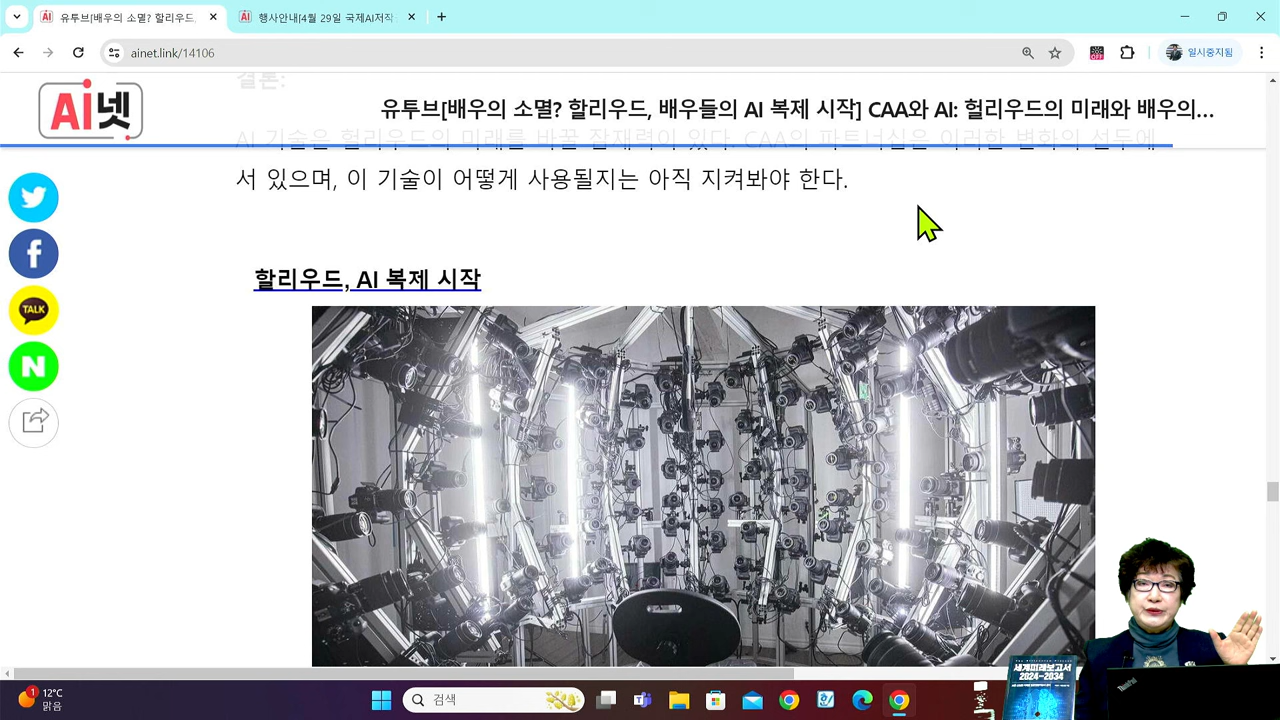 유투브[배우의 소멸? 할리우드,
행사안내[4월 29일 국제AI저작
ainet.link/14106
OFF
일시중지됨
Ai넷
유투브[배우의 소멸? 할리우드, 배우들의 AI 복제 시작] CAA와 AI: 헐리우드의 미래와 배우의...
결론:
AI 기술은 헐리우드의 미래를 바꿀 잠재력이 있다. CAA의 파트너십은 이러한 변화의 선두에
서 있으며, 이 기술이 어떻게 사용될지는 아직 지켜봐야 한다.
TALK
N
할리우드, AI 복제 시작
세계미래보고서
2024-2034
ThinkPad
1
12°C
맑음
검색